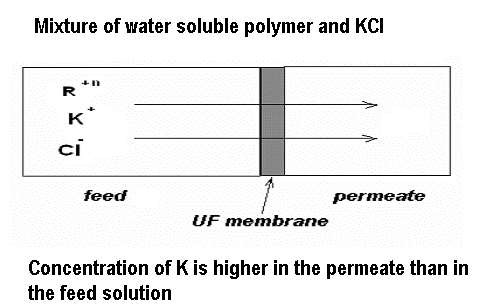 Mixture of water soluble polymer and KCl
R +n
K +
Cl -
feed
permeate
UF membrane
Concentration of K is higher in the permeate than in
the feed solution